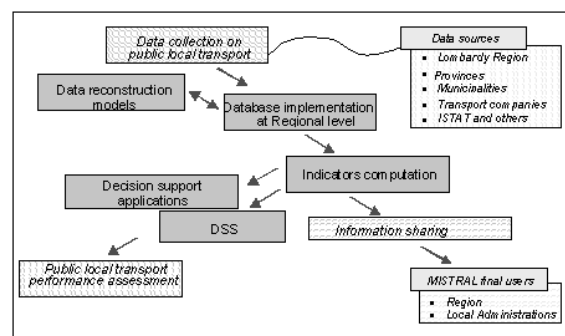 Data collection on
public local transport
Data sources
▪ Lombardy Region
▪ Provinces
▪ Municipalities
▪ Transport companies
▪ ISTAT and others
Data reconstruction
models
Database implementation
at Regional level
Indicators computation
Decision support
applications
DSS
Information sharing
Public local transport
performance assessment
MISTRAL final users
▪ Region
▪ Local Administrations